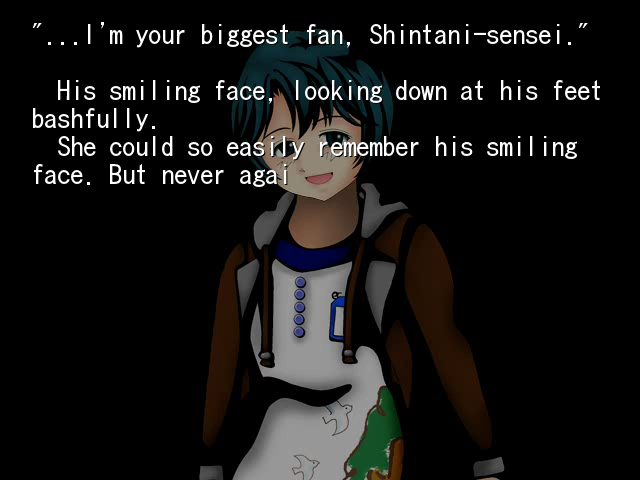 "...I'm your biggest fan, Shintani-sensei."
His smiling face, looking down at his feet
bashfully.
She could so easily remember his smiling
face. But never agai